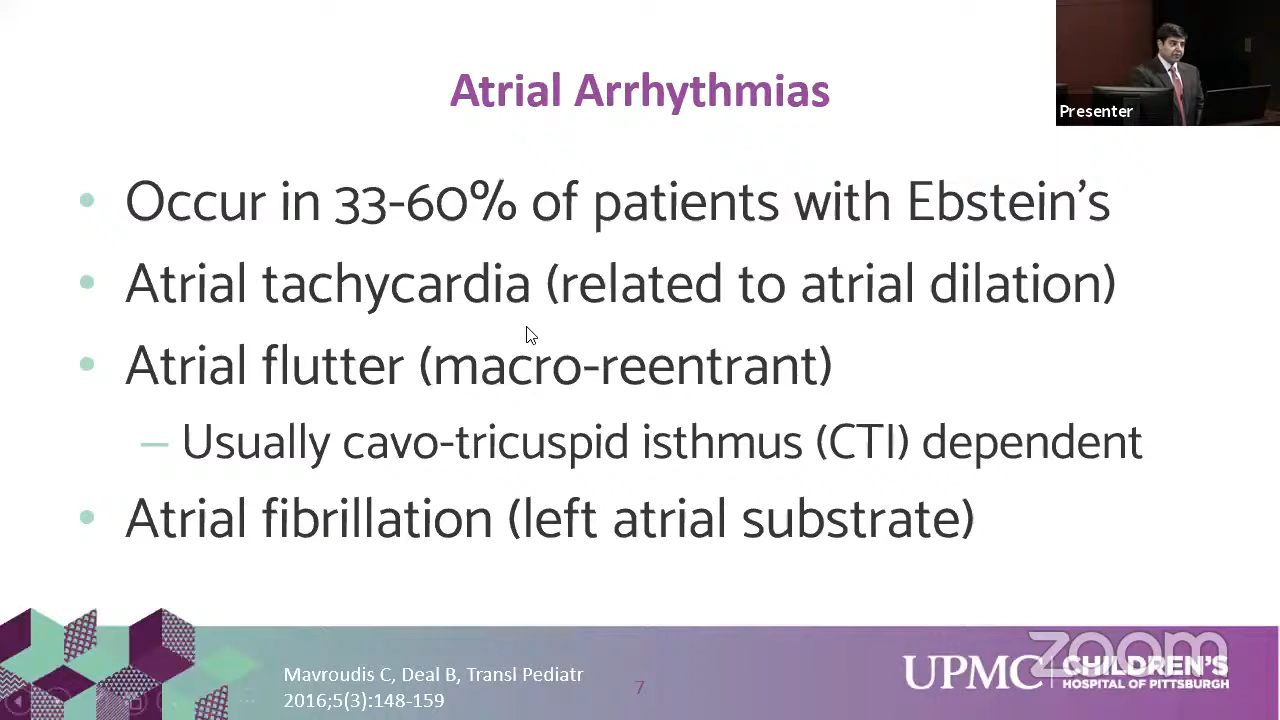 Atrial Arrhythmias
Presenter
• Occur in 33-60% of patients with Ebstein's
• Atrial tachycardia (related to atrial dilation)
• Atrial flutter (macro-reentrant)
– Usually cavo-tricuspid isthmus (CTI) dependent
• Atrial fibrillation (left atrial substrate)
Mavroudis C, Deal B, Transl Pediatr
2016;5(3):148-159
7
zoom
UPMC CHILDREN'S
HOSPITAL OF PITTSBURGH